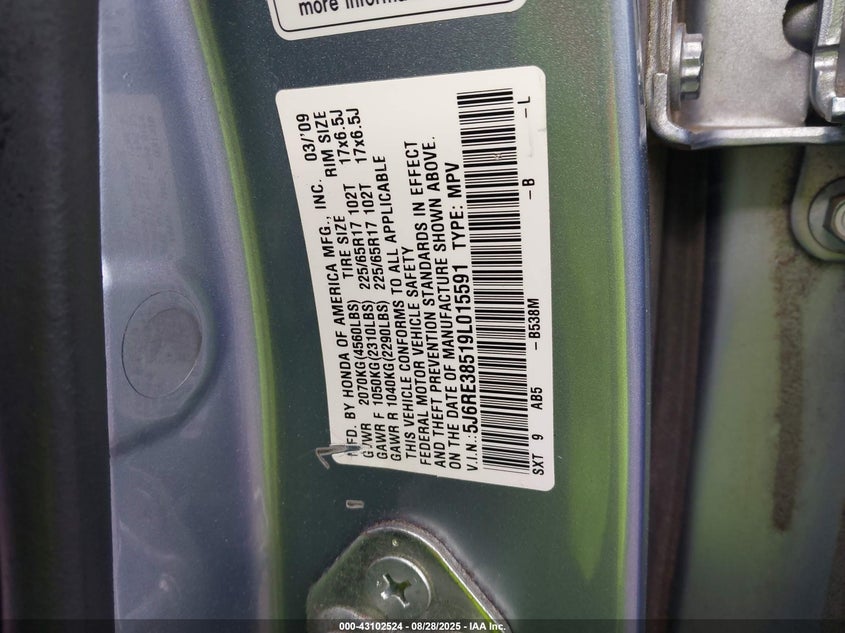 more informa
MFD. BY HONDA OF AMERICA MFG., INC. 03/'09
GVWR 2070KG(4560LBS) TIRE SIZE RIM SIZE
GAWR F 1050KG(2310LBS) 225/65R17 102T 17x6.5J
GAWR R 1040KG(2290LBS) 225/65R17 102T 17x6.5J
THIS VEHICLE CONFORMS TO ALL APPLICABLE
FEDERAL MOTOR VEHICLE SAFETY
AND THEFT PREVENTION STANDARDS IN EFFECT
ON THE DATE OF MANUFACTURE SHOWN ABOVE.
V.I.N.:5J6RE38519L015591 TYPE: MPV
SXT 9 AB5 -B538M -B -L
000-43102524 | 08/28/2025 - IAA Inc.